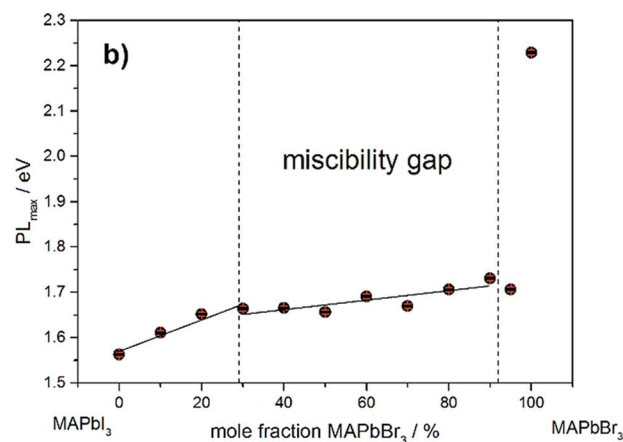 b)
2.3
2.2
2.1
2.0
1.9
1.8
1.7
1.6
1.5
PLmax / eV
miscibility gap
0 20 40 60 80 100
MAPbI3 mole fraction MAPbBr3 / % MAPbBr3